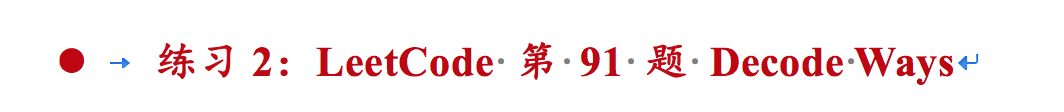 练习 2：LeetCode 第 91 题 Decode Ways